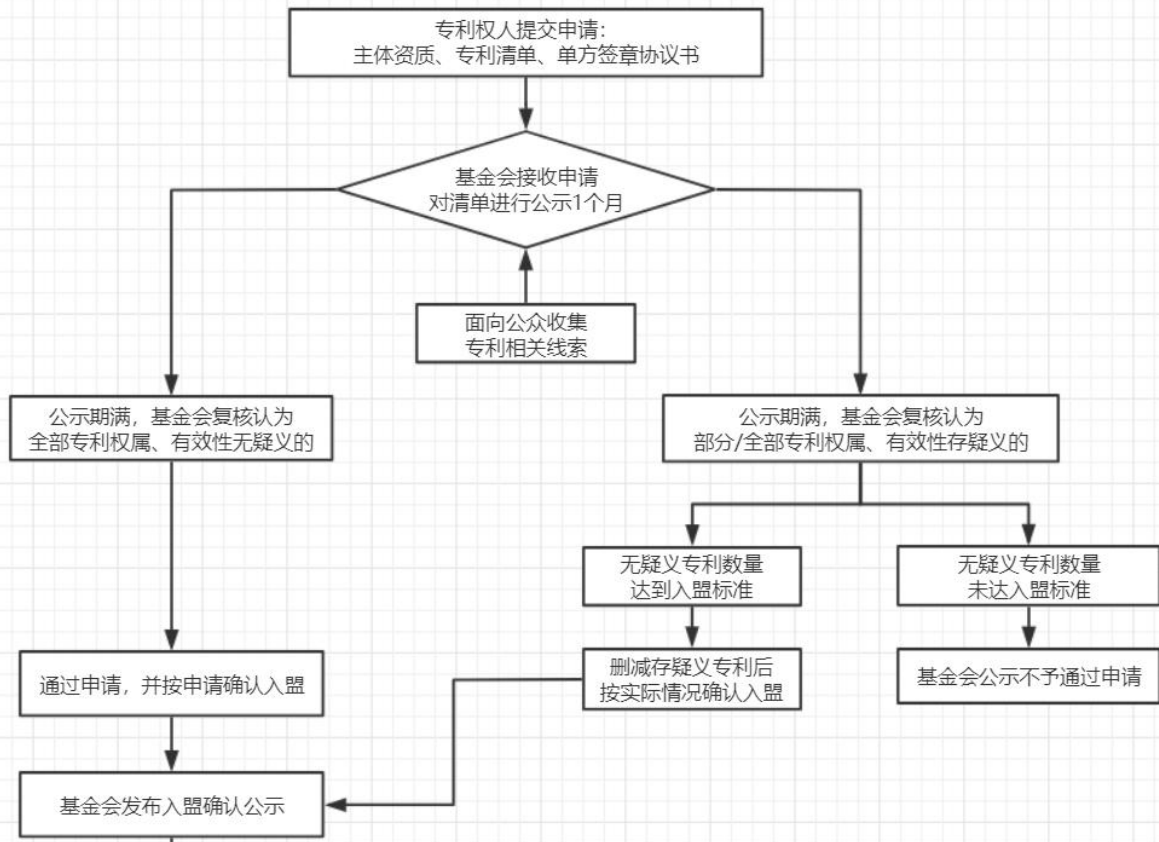 专利权人提交申请：
主体资质、专利清单、单方签章协议书
基金会接收申请
对清单进行公示1个月
面向公众收集
专利相关线索
公示期满，基金会复核认为
全部专利权属、有效性无疑义的
公示期满，基金会复核认为
部分/全部专利权属、有效性存疑义的
无疑义专利数量
达到入盟标准
无疑义专利数量
未达入盟标准
通过申请，并按申请确认入盟
删减存疑义专利后
按实际情况确认入盟
基金会公示不予通过申请
基金会发布入盟确认公示